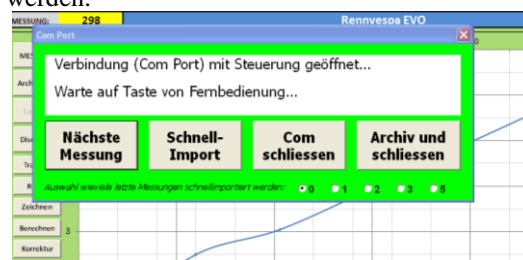 werden.
MESSUNG: 298 Rennvespa EVO
Com Port
Verbindung (Com Port) mit Steuerung geöffnet...
Warte auf Taste von Fernbedienung...
Nächste Messung
Schnell-Import
Com schliessen
Archiv und schliessen
Auswahl wieviele letzte Messungen schnellimportiert werden: 0 1 2 3 5
Zeichnen
Berechnen
3
Korrektur